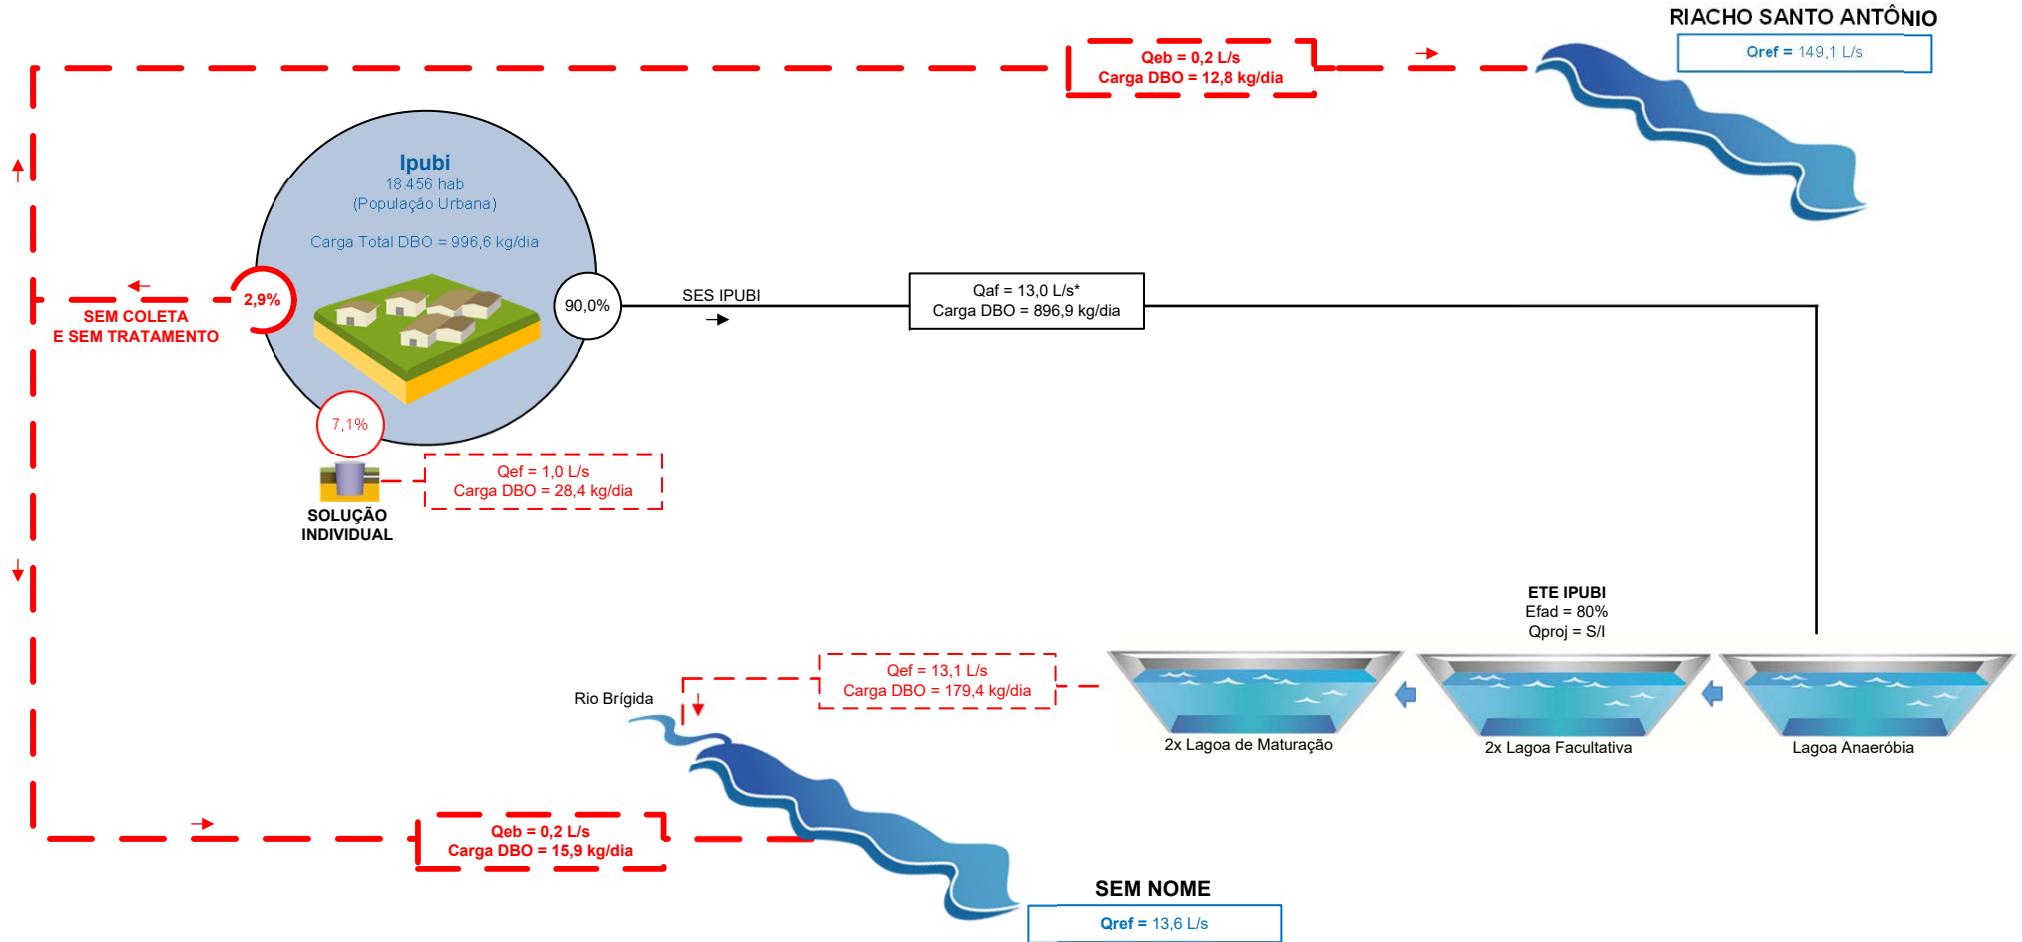 RIACHO SANTO ANTÔNIO
Qref = 149,1 L/s
Qeb = 0,2 L/s
Carga DBO = 12,8 kg/dia
Ipubi
18.456 hab
(População Urbana)
Carga Total DBO = 996,6 kg/dia
2,9%
SEM COLETA
E SEM TRATAMENTO
90,0%
SES IPUBI
Qaf = 13,0 L/s*
Carga DBO = 896,9 kg/dia
7,1%
Qef = 1,0 L/s
Carga DBO = 28,4 kg/dia
SOLUÇÃO
INDIVIDUAL
ETE IPUBI
Efad = 80%
Qproj = S/I
Qef = 13,1 L/s
Carga DBO = 179,4 kg/dia
Rio Brígida
2x Lagoa de Maturação
2x Lagoa Facultativa
Lagoa Anaeróbia
Qeb = 0,2 L/s
Carga DBO = 15,9 kg/dia
SEM NOME
Qref = 13,6 L/s